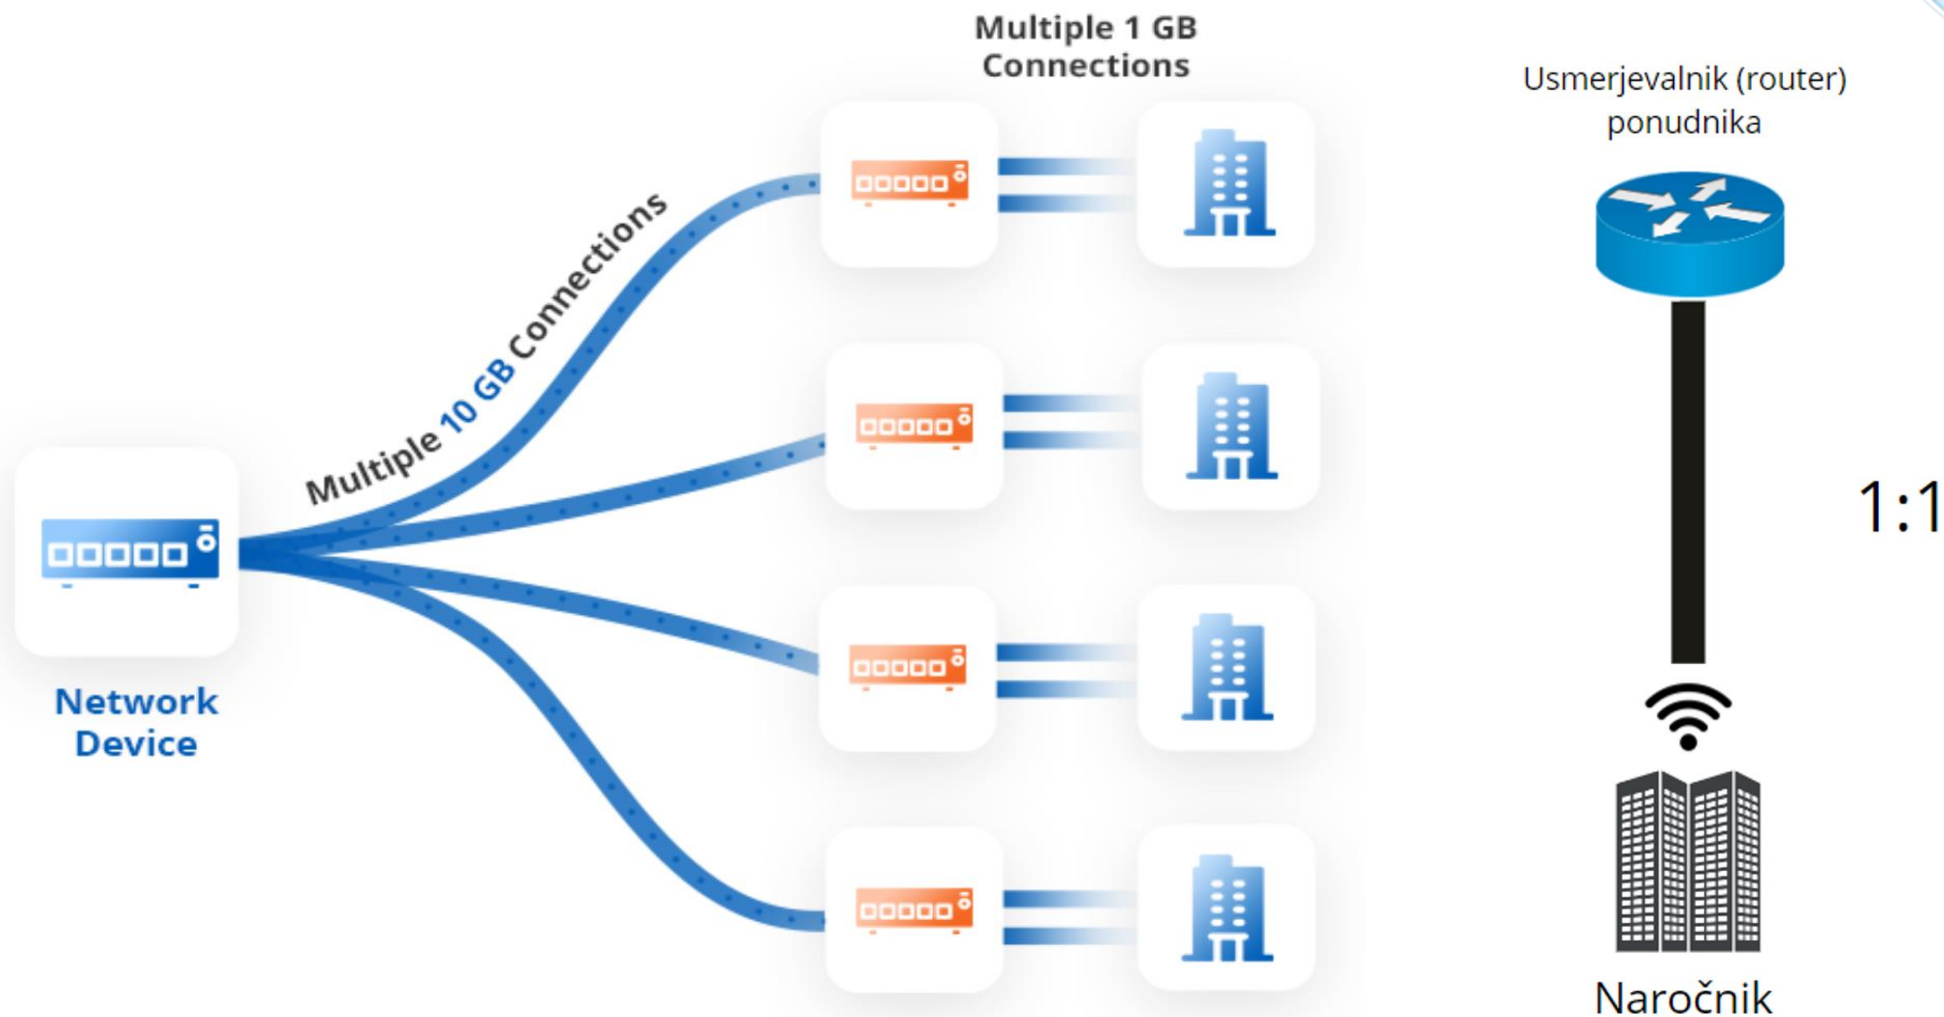 Multiple 1 GB
Connections
Multiple 10 GB Connections
Network
Device
Usmerjevalnik (router)
ponudnika
1:1
Naročnik